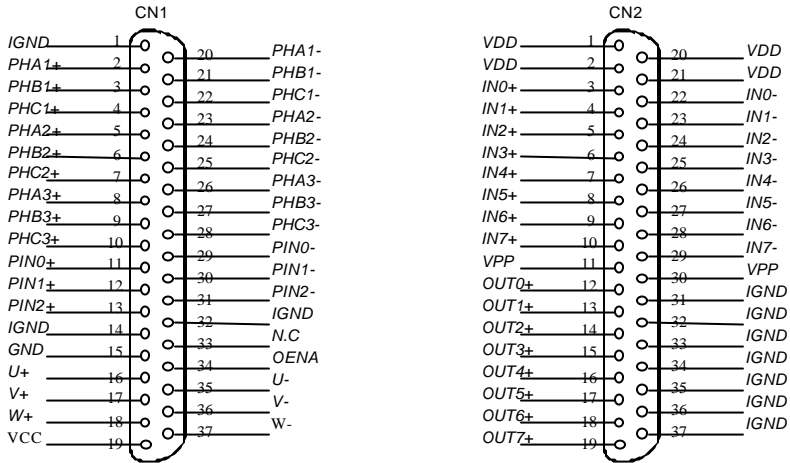 CN1
IGND 1
PHA1+ 2
PHB1+ 3
PHC1+ 4
PHA2+ 5
PHB2+ 6
PHC2+ 7
PHA3+ 8
PHB3+ 9
PHC3+ 10
PIN0+ 11
PIN1+ 12
PIN2+ 13
IGND 14
GND 15
U+ 16
V+ 17
W+ 18
VCC 19
20 PHA1-
21 PHB1-
22 PHC1-
23 PHA2-
24 PHB2-
25 PHC2-
26 PHA3-
27 PHB3-
28 PHC3-
29 PIN0-
30 PIN1-
31 PIN2-
32 IGND
33 N.C
34 OENA
35 U-
36 V-
37 W-
CN2
VDD 1
VDD 2
IN0+ 3
IN1+ 4
IN2+ 5
IN3+ 6
IN4+ 7
IN5+ 8
IN6+ 9
IN7+ 10
VPP 11
OUT0+ 12
OUT1+ 13
OUT2+ 14
OUT3+ 15
OUT4+ 16
OUT5+ 17
OUT6+ 18
OUT7+ 19
20 VDD
21 VDD
22 IN0-
23 IN1-
24 IN2-
25 IN3-
26 IN4-
27 IN5-
28 IN6-
29 IN7-
30 VPP
31 IGND
32 IGND
33 IGND
34 IGND
35 IGND
36 IGND
37 IGND